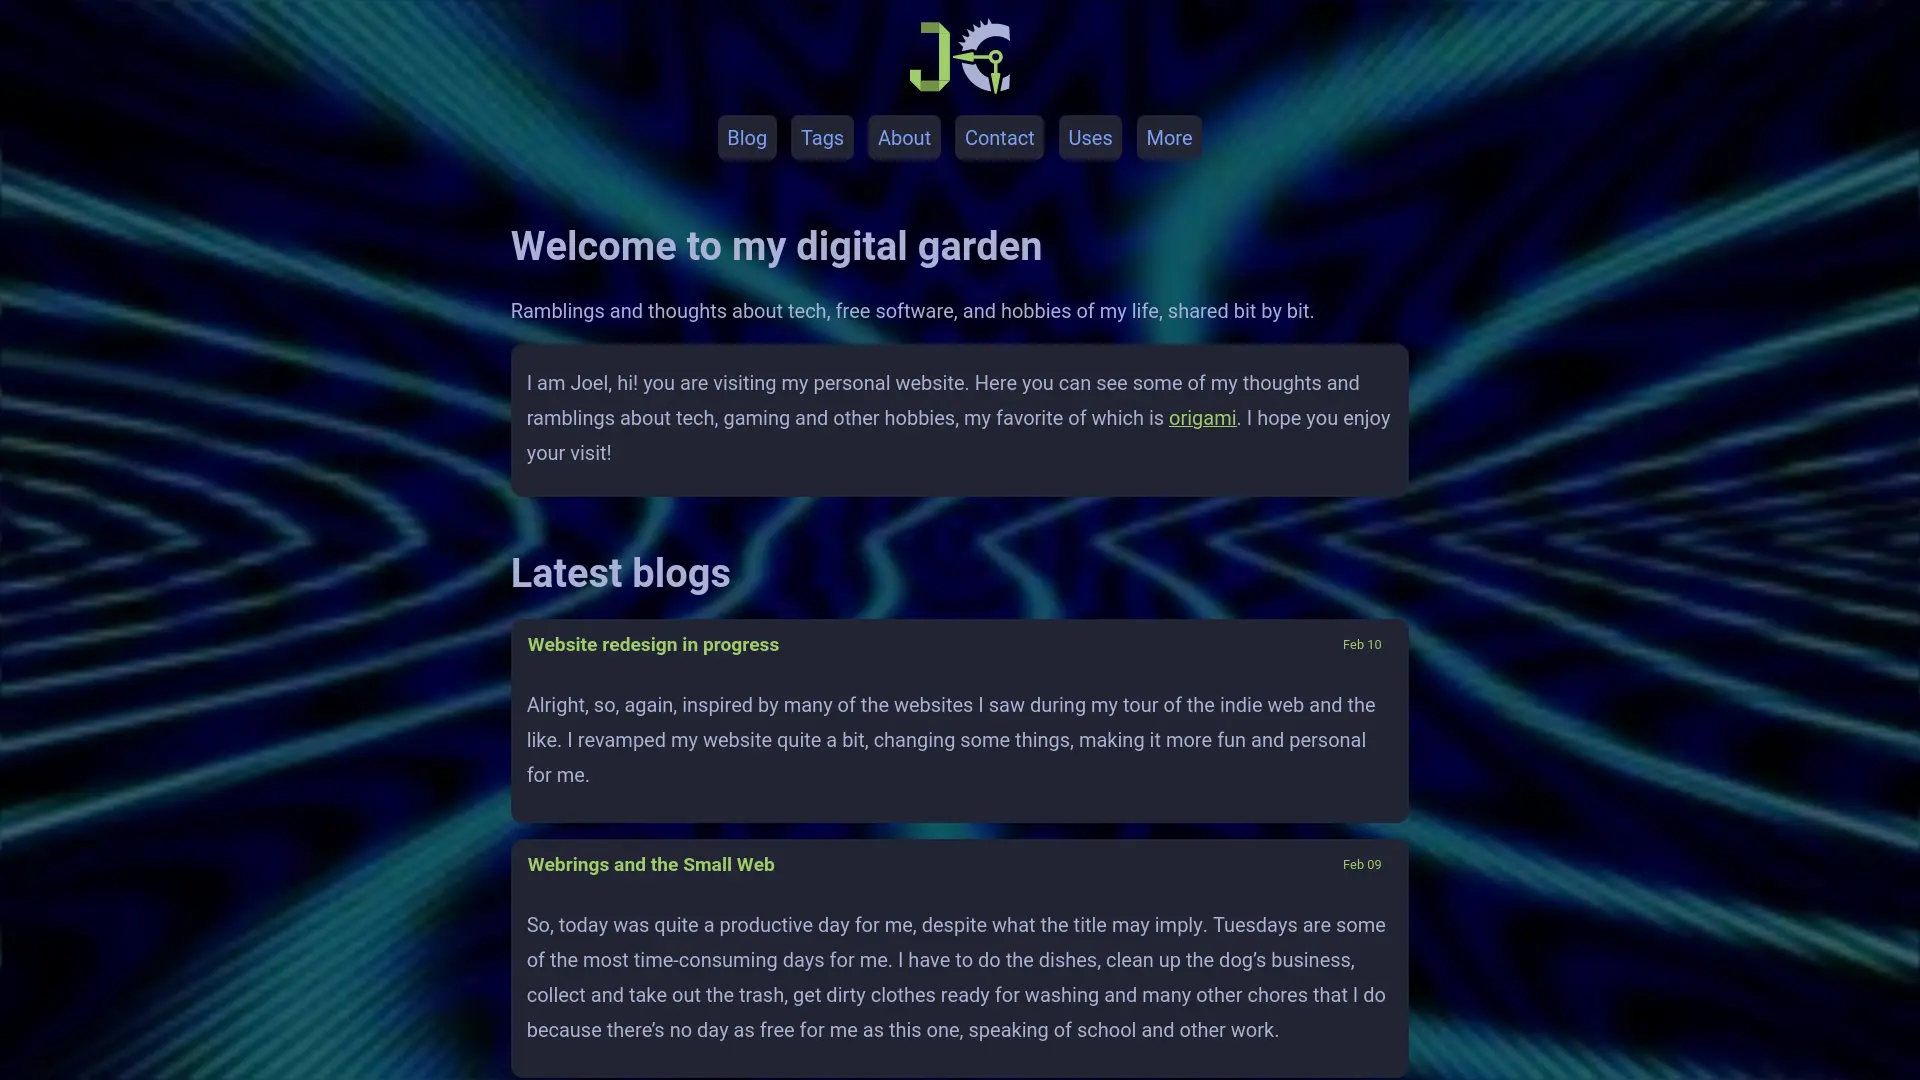 JC
Blog Tags About Contact Uses More
Welcome to my digital garden
Ramblings and thoughts about tech, free software, and hobbies of my life, shared bit by bit.
I am Joel, hi! you are visiting my personal website. Here you can see some of my thoughts and
ramblings about tech, gaming and other hobbies, my favorite of which is origami. I hope you enjoy
your visit!
Latest blogs
Website redesign in progress Feb 10
Alright, so, again, inspired by many of the websites I saw during my tour of the indie web and the
like. I revamped my website quite a bit, changing some things, making it more fun and personal
for me.
Webrings and the Small Web Feb 09
So, today was quite a productive day for me, despite what the title may imply. Tuesdays are some
of the most time-consuming days for me. I have to do the dishes, clean up the dog’s business,
collect and take out the trash, get dirty clothes ready for washing and many other chores that I do
because there’s no day as free for me as this one, speaking of school and other work.